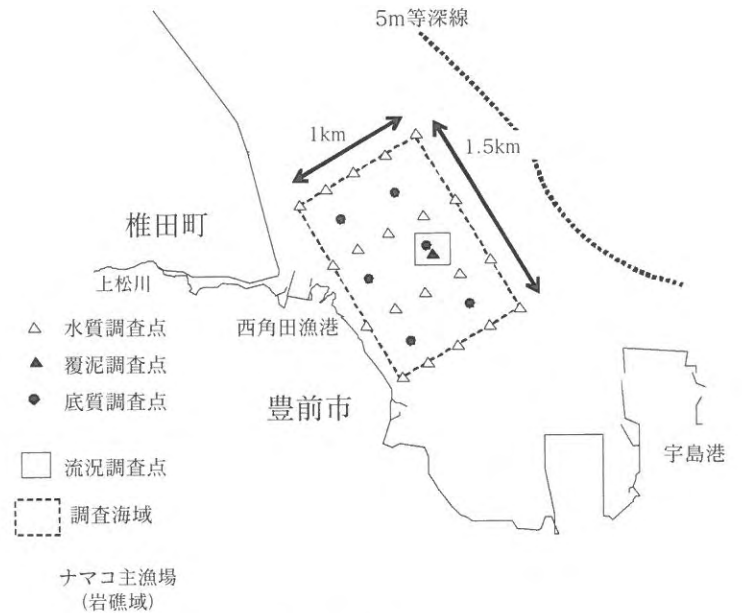 5m等深線
1km
1.5km
椎田町
上松川
西角田漁港
豊前市
宇島港
水質調査点
覆泥調査点
底質調査点
流況調査点
調査海域
ナマコ主漁場
(岩礁域)